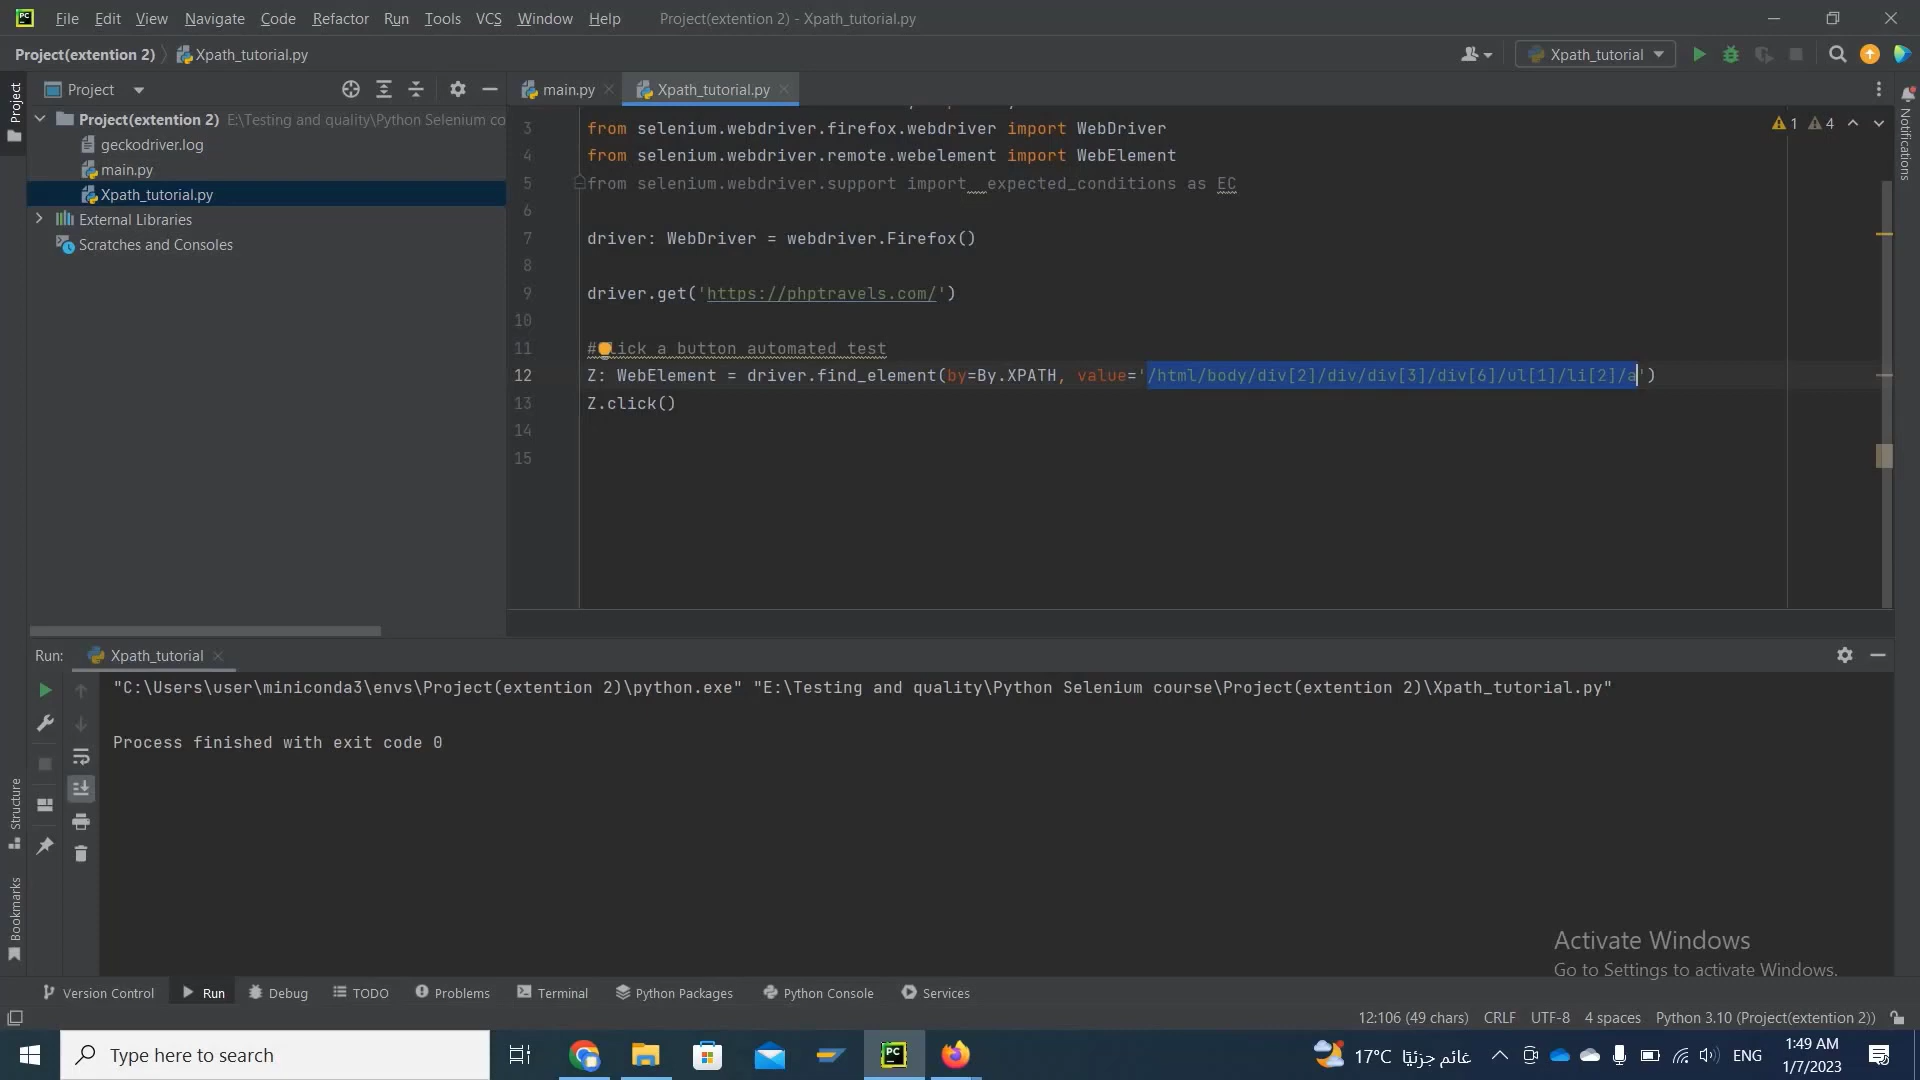 File Edit View Navigate Code Refactor Run Tools VCS Window Help Project(extention 2) - Xpath_tutorial.py
Project(extention 2) Xpath_tutorial.py
Xpath_tutorial
Project
Project
main.py
Xpath_tutorial.py
Project(extention 2) E:\Testing and quality\Python Selenium co
geckodriver.log
main.py
Xpath_tutorial.py
External Libraries
Scratches and Consoles
Notifications
1 4
3 from selenium.webdriver.firefox.webdriver import WebDriver
4 from selenium.webdriver.remote.webelement import WebElement
5 from selenium.webdriver.support import  expected_conditions as EC
6
7 driver: WebDriver = webdriver.Firefox()
8
9 driver.get('https://phptravels.com/')
10
11 #click a button automated test
12 Z: WebElement = driver.find_element(by=By.XPATH, value='/html/body/div[2]/div/div[3]/div[6]/ul[1]/li[2]/a')
13 Z.click()
14
15
Run: Xpath_tutorial
"C:\Users\user\miniconda3\envs\Project(extention 2)\python.exe" "E:\Testing and quality\Python Selenium course\Project(extention 2)\Xpath_tutorial.py"
Process finished with exit code 0
Structure
Bookmarks
Activate Windows
Go to Settings to activate Windows.
Version Control Run Debug TODO Problems Terminal Python Packages Python Console Services
12:106 (49 chars) CRLF UTF-8 4 spaces Python 3.10 (Project(extention 2))
Type here to search
PC
17°C غائم جزئيًا
ENG
1:49 AM
1/7/2023